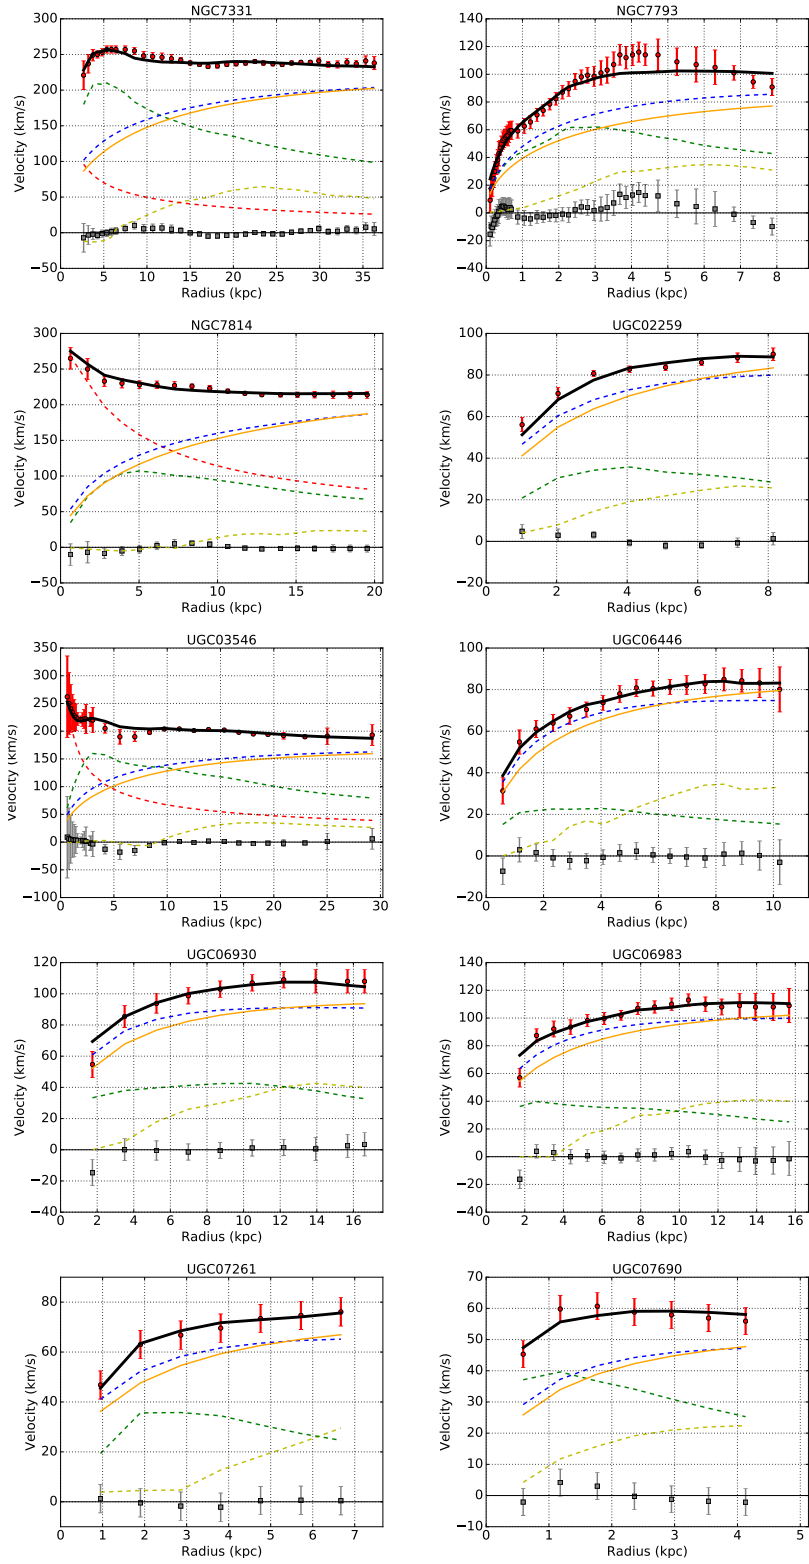 NGC7331
Velocity (km/s)
300
250
200
150
100
50
0
−50
0 5 10 15 20 25 30 35
Radius (kpc)
NGC7793
Velocity (km/s)
140
120
100
80
60
40
20
0
−20
−40
0 1 2 3 4 5 6 7 8
Radius (kpc)
NGC7814
Velocity (km/s)
300
250
200
150
100
50
0
−50
0 5 10 15 20
Radius (kpc)
UGC02259
Velocity (km/s)
100
80
60
40
20
0
−20
0 2 4 6 8
Radius (kpc)
UGC03546
Velocity (km/s)
350
300
250
200
150
100
50
0
−50
−100
0 5 10 15 20 25 30
Radius (kpc)
UGC06446
Velocity (km/s)
100
80
60
40
20
0
−20
0 2 4 6 8 10
Radius (kpc)
UGC06930
Velocity (km/s)
120
100
80
60
40
20
0
−20
−40
0 2 4 6 8 10 12 14 16
Radius (kpc)
UGC06983
Velocity (km/s)
140
120
100
80
60
40
20
0
−20
−40
0 2 4 6 8 10 12 14 16
Radius (kpc)
UGC07261
Velocity (km/s)
80
60
40
20
0
0 1 2 3 4 5 6 7
Radius (kpc)
UGC07690
Velocity (km/s)
70
60
50
40
30
20
10
0
−10
0 1 2 3 4 5
Radius (kpc)